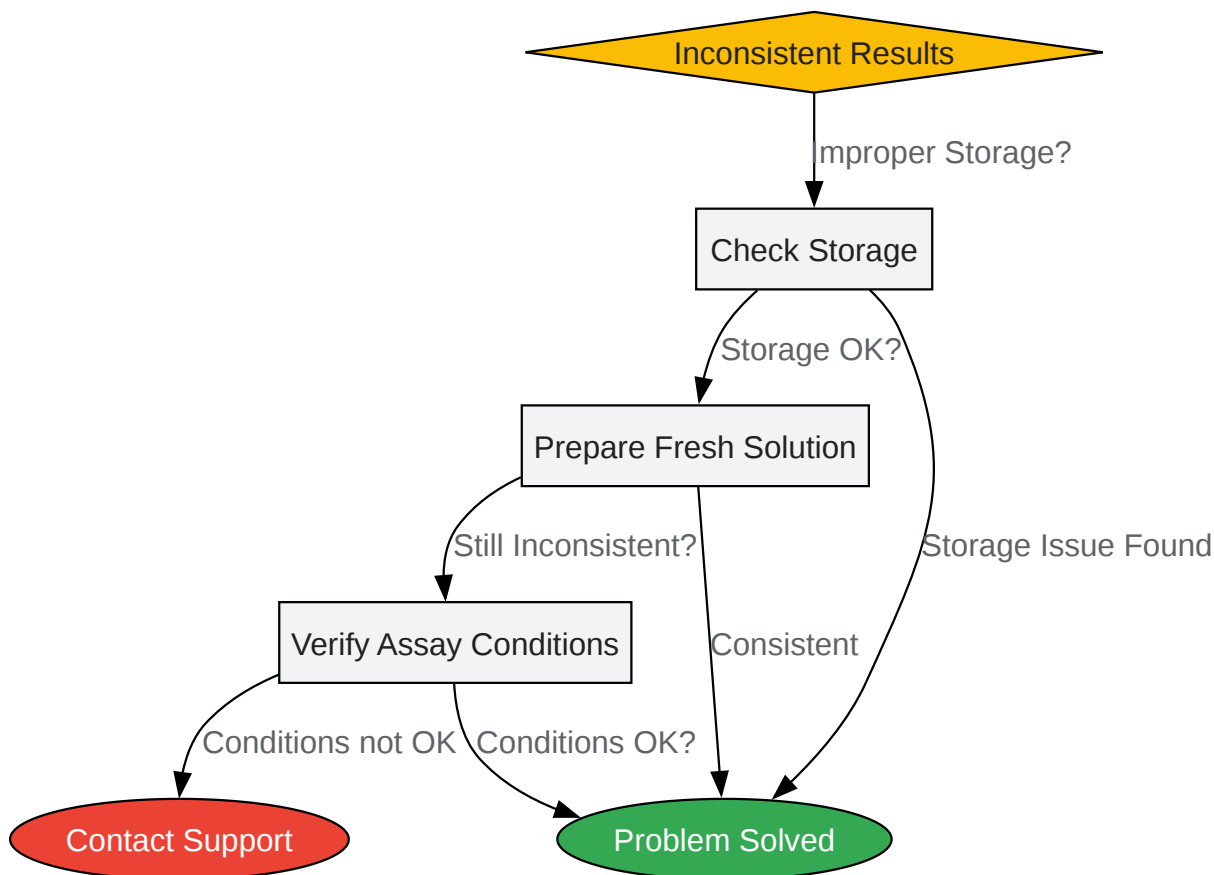 Inconsistent Results
Improper Storage?
Check Storage
Storage OK?
Prepare Fresh Solution
Still Inconsistent?
Storage Issue Found
Verify Assay Conditions
Consistent
Conditions not OK
Conditions OK?
Contact Support
Problem Solved